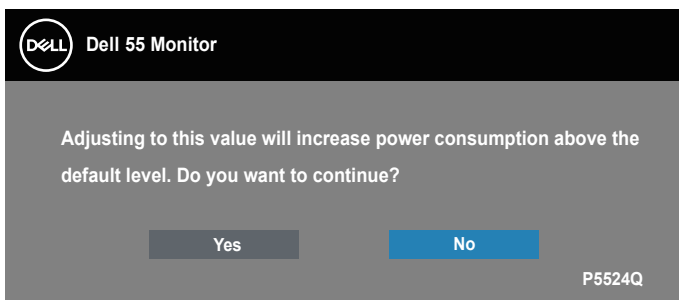 DELL Dell 55 Monitor
Adjusting to this value will increase power consumption above the
default level. Do you want to continue?
Yes No
P5524Q